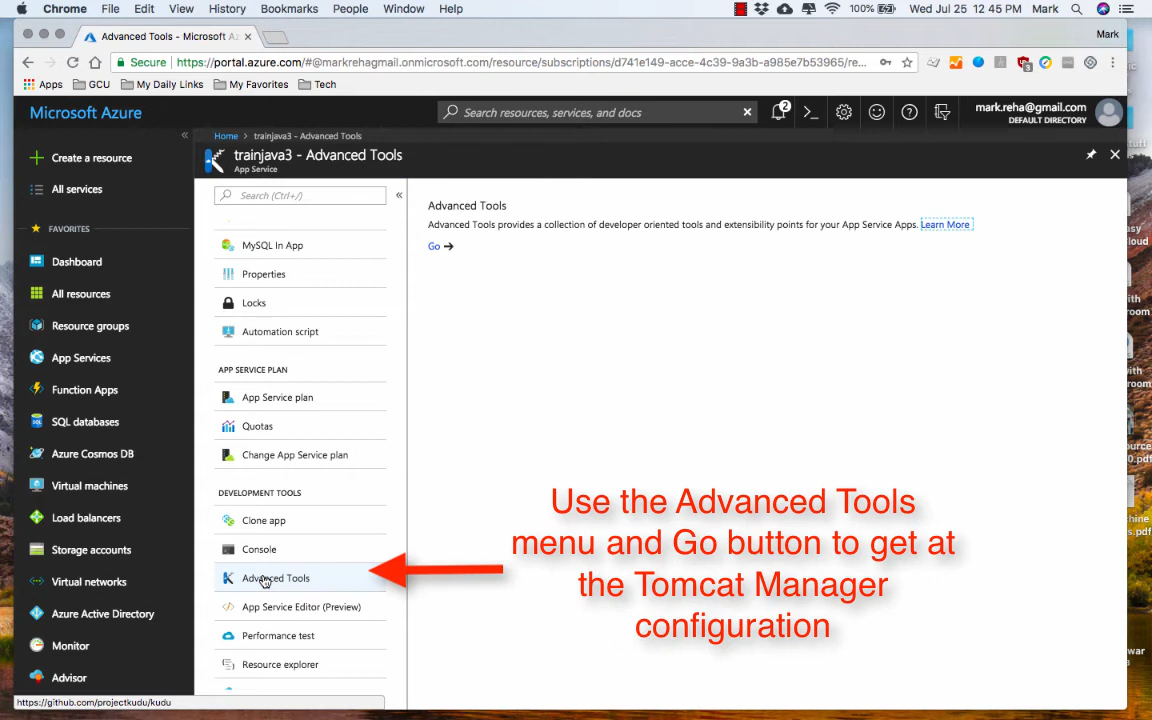 Chrome File Edit View History Bookmarks People Window Help 100% Wed Jul 25 12:45 PM Mark
Advanced Tools - Microsoft Az
Mark
Secure https://portal.azure.com/#@markrehagmail.onmicrosoft.com/resource/subscriptions/d741e149-acce-4c39-9a3b-a985e7b53965/re...
Apps GCU My Daily Links My Favorites Tech
Microsoft Azure
Search resources, services, and docs
2
mark.reha@gmail.com
DEFAULT DIRECTORY
Home > trainjava3 - Advanced Tools
trainjava3 - Advanced Tools
App Service
Create a resource
All services
FAVORITES
Dashboard
All resources
Resource groups
App Services
Function Apps
SQL databases
Azure Cosmos DB
Virtual machines
Load balancers
Storage accounts
Virtual networks
Azure Active Directory
Monitor
Advisor
Search (Ctrl+/)
MySQL In App
Properties
Locks
Automation script
APP SERVICE PLAN
App Service plan
Quotas
Change App Service plan
DEVELOPMENT TOOLS
Clone app
Console
Advanced Tools
App Service Editor (Preview)
Performance test
Resource explorer
Advanced Tools
Advanced Tools provides a collection of developer oriented tools and extensibility points for your App Service Apps. Learn More
Go →
Use the Advanced Tools
menu and Go button to get at
the Tomcat Manager
configuration
https://github.com/projectkudu/kudu